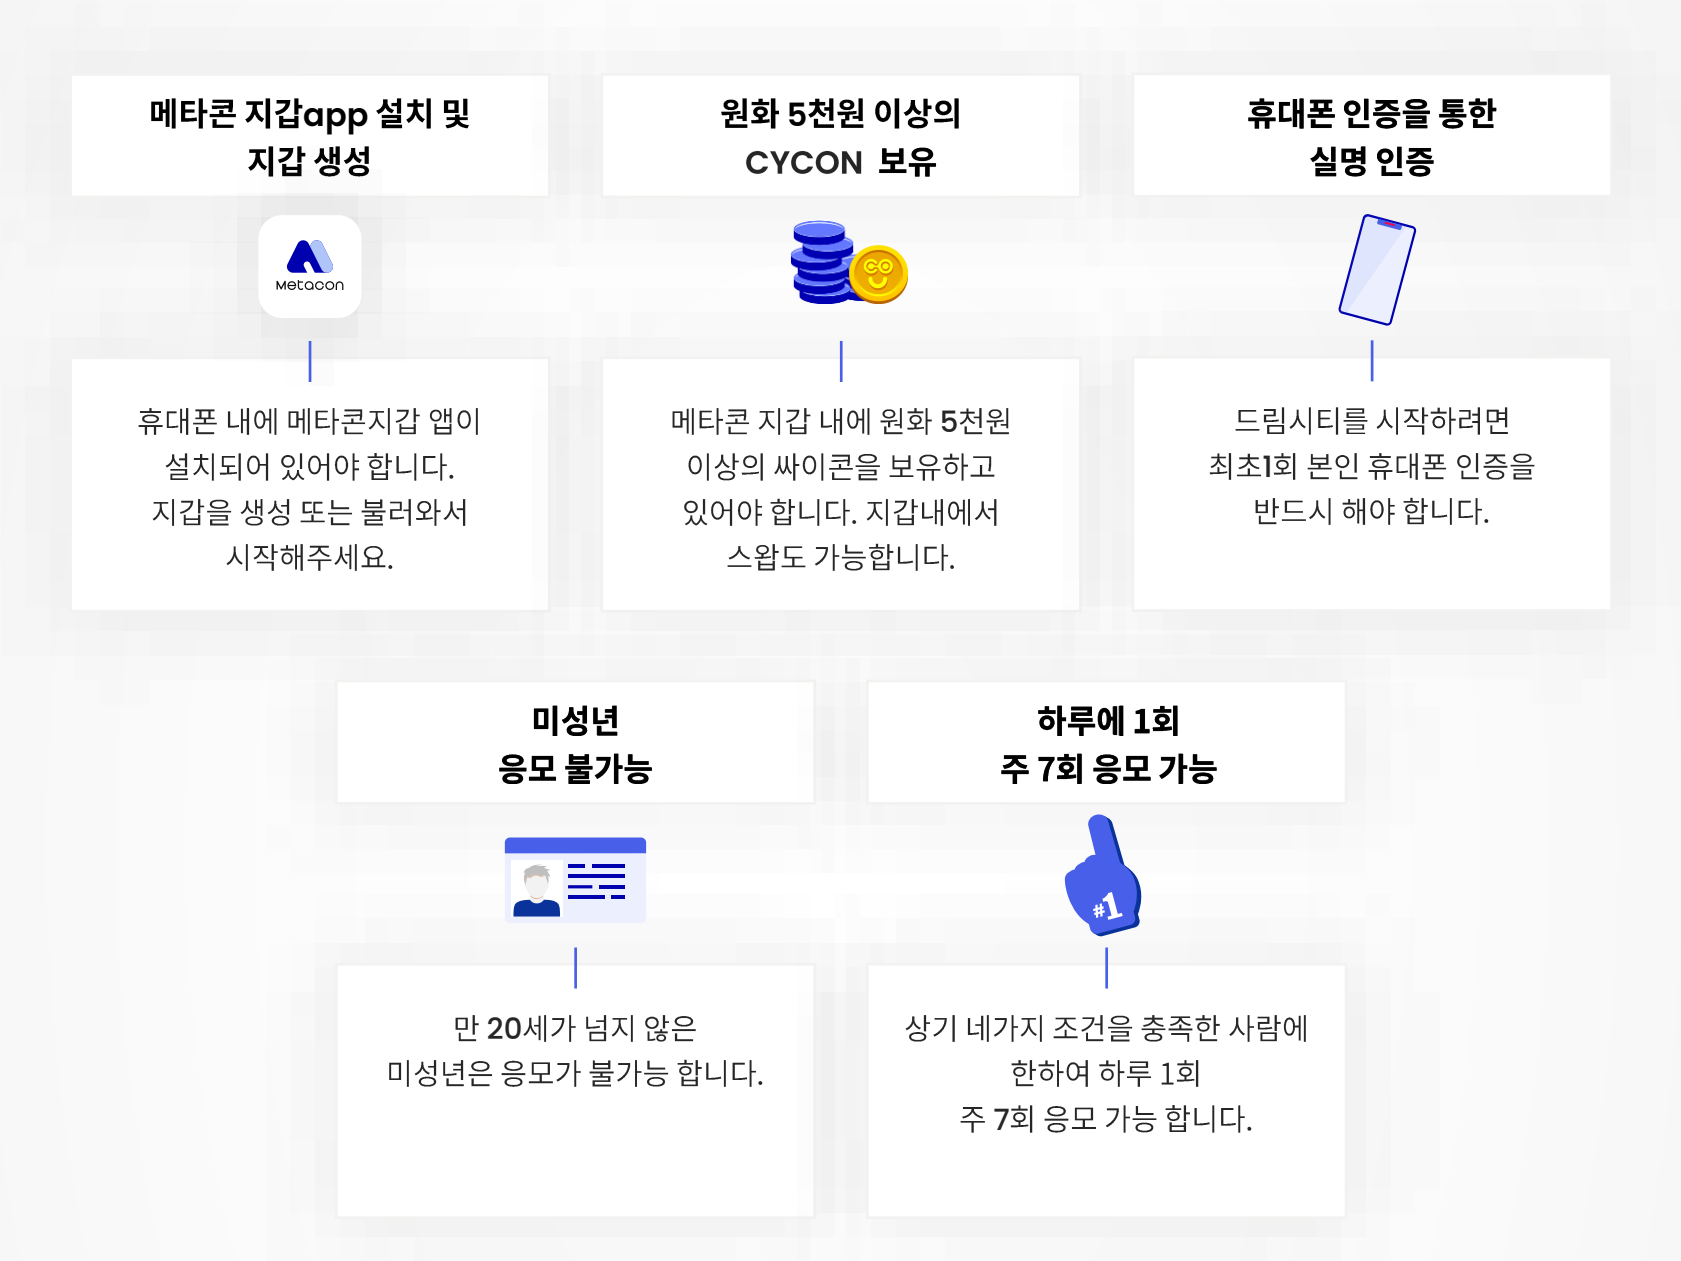 메타콘 지갑app 설치 및
지갑 생성
Metacon
휴대폰 내에 메타콘지갑 앱이
설치되어 있어야 합니다.
지갑을 생성 또는 불러와서
시작해주세요.
원화 5천원 이상의
CYCON 보유
메타콘 지갑 내에 원화 5천원
이상의 싸이콘을 보유하고
있어야 합니다. 지갑내에서
스왑도 가능합니다.
휴대폰 인증을 통한
실명 인증
드림시티를 시작하려면
최초1회 본인 휴대폰 인증을
반드시 해야 합니다.
미성년
응모 불가능
만 20세가 넘지 않은
미성년은 응모가 불가능 합니다.
하루에 1회
주 7회 응모 가능
#1
상기 네가지 조건을 충족한 사람에
한하여 하루 1회
주 7회 응모 가능 합니다.